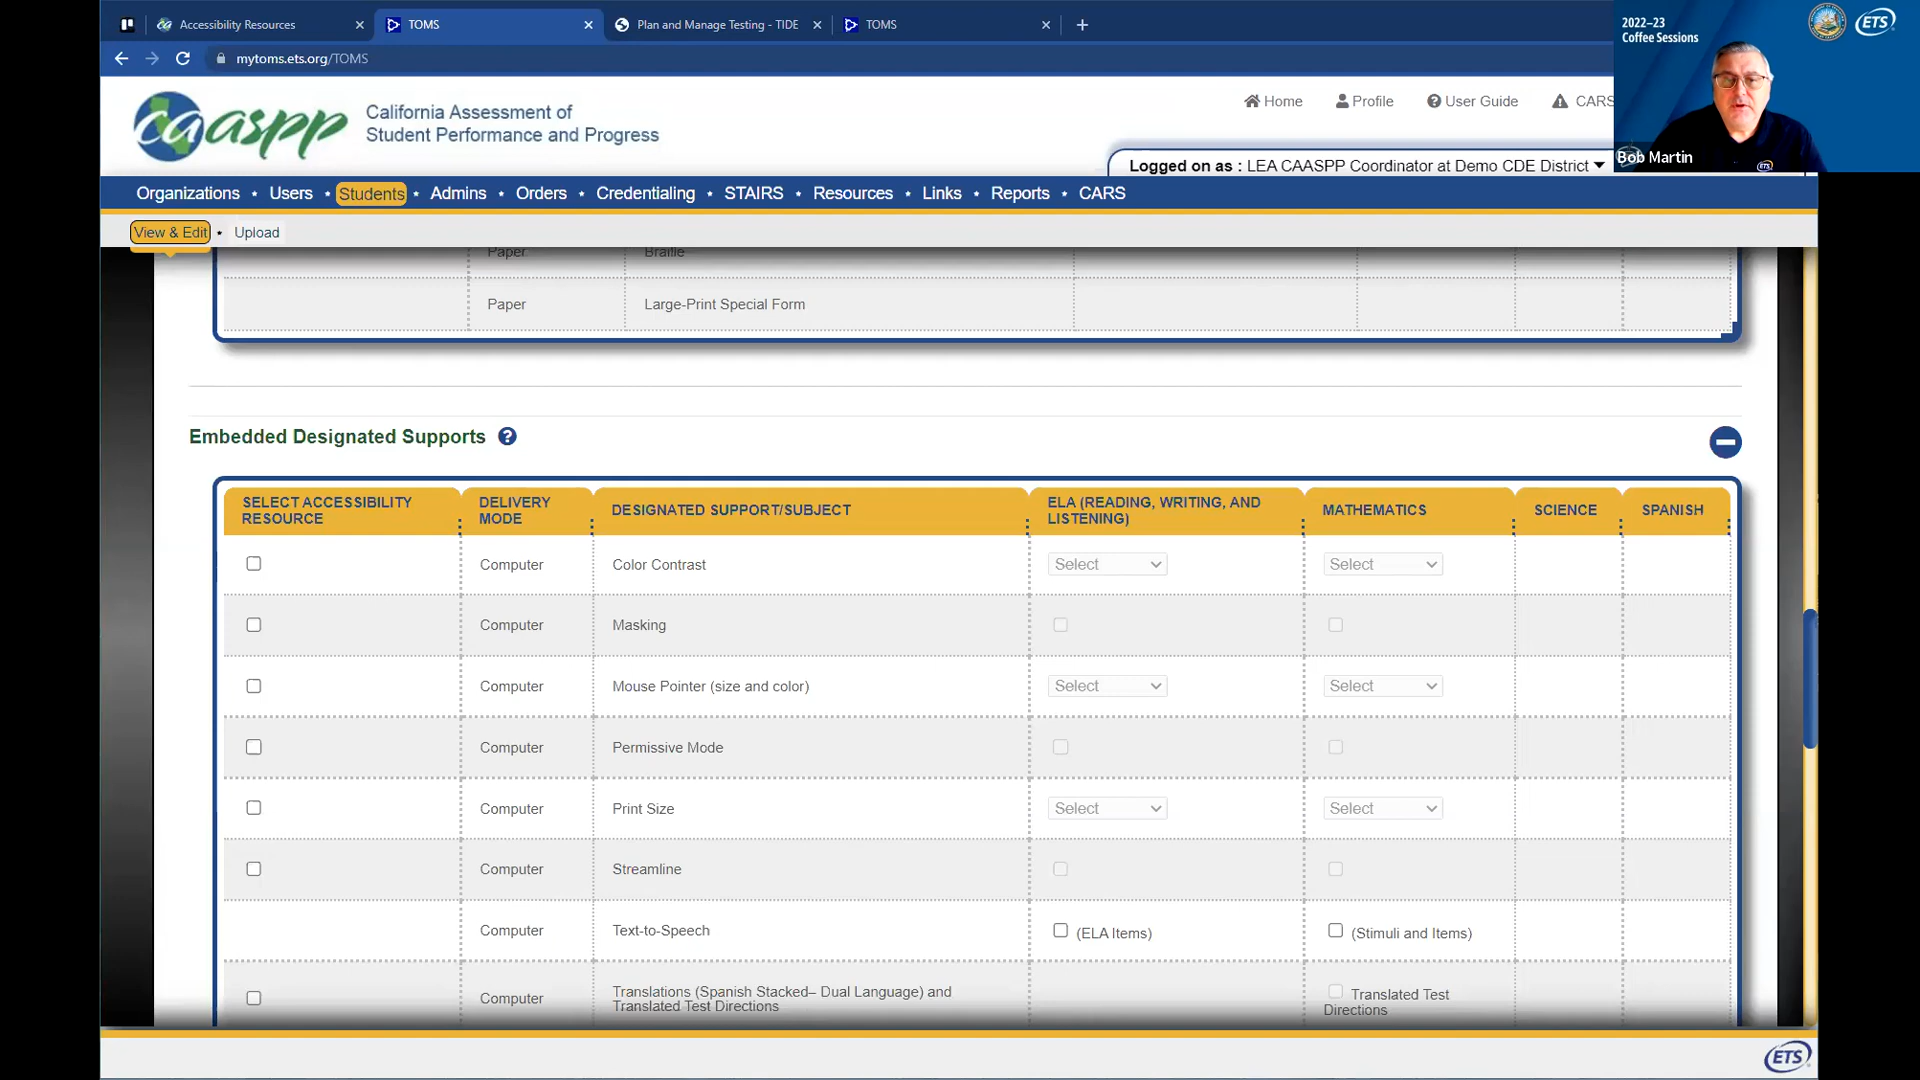 Accessibility Resources
TOMS
Plan and Manage Testing - TIDE
TOMS
2022–23
Coffee Sessions
ETS
mytoms.ets.org/TOMS
caaspp
California Assessment of
Student Performance and Progress
Home
Profile
User Guide
CARS
Bob Martin
ETS
Logged on as : LEA CAASPP Coordinator at Demo CDE District
Organizations • Users • Students • Admins • Orders • Credentialing • STAIRS • Resources • Links • Reports • CARS
View & Edit • Upload
Paper Braille
Paper Large-Print Special Form
Embedded Designated Supports ?
SELECT ACCESSIBILITY
RESOURCE
DELIVERY
MODE
DESIGNATED SUPPORT/SUBJECT
ELA (READING, WRITING, AND
LISTENING)
MATHEMATICS
SCIENCE
SPANISH
Computer Color Contrast Select Select
Computer Masking
Computer Mouse Pointer (size and color) Select Select
Computer Permissive Mode
Computer Print Size Select Select
Computer Streamline
Computer Text-to-Speech (ELA Items) (Stimuli and Items)
Computer
Translations (Spanish Stacked– Dual Language) and
Translated Test Directions
Translated Test
Directions
ETS